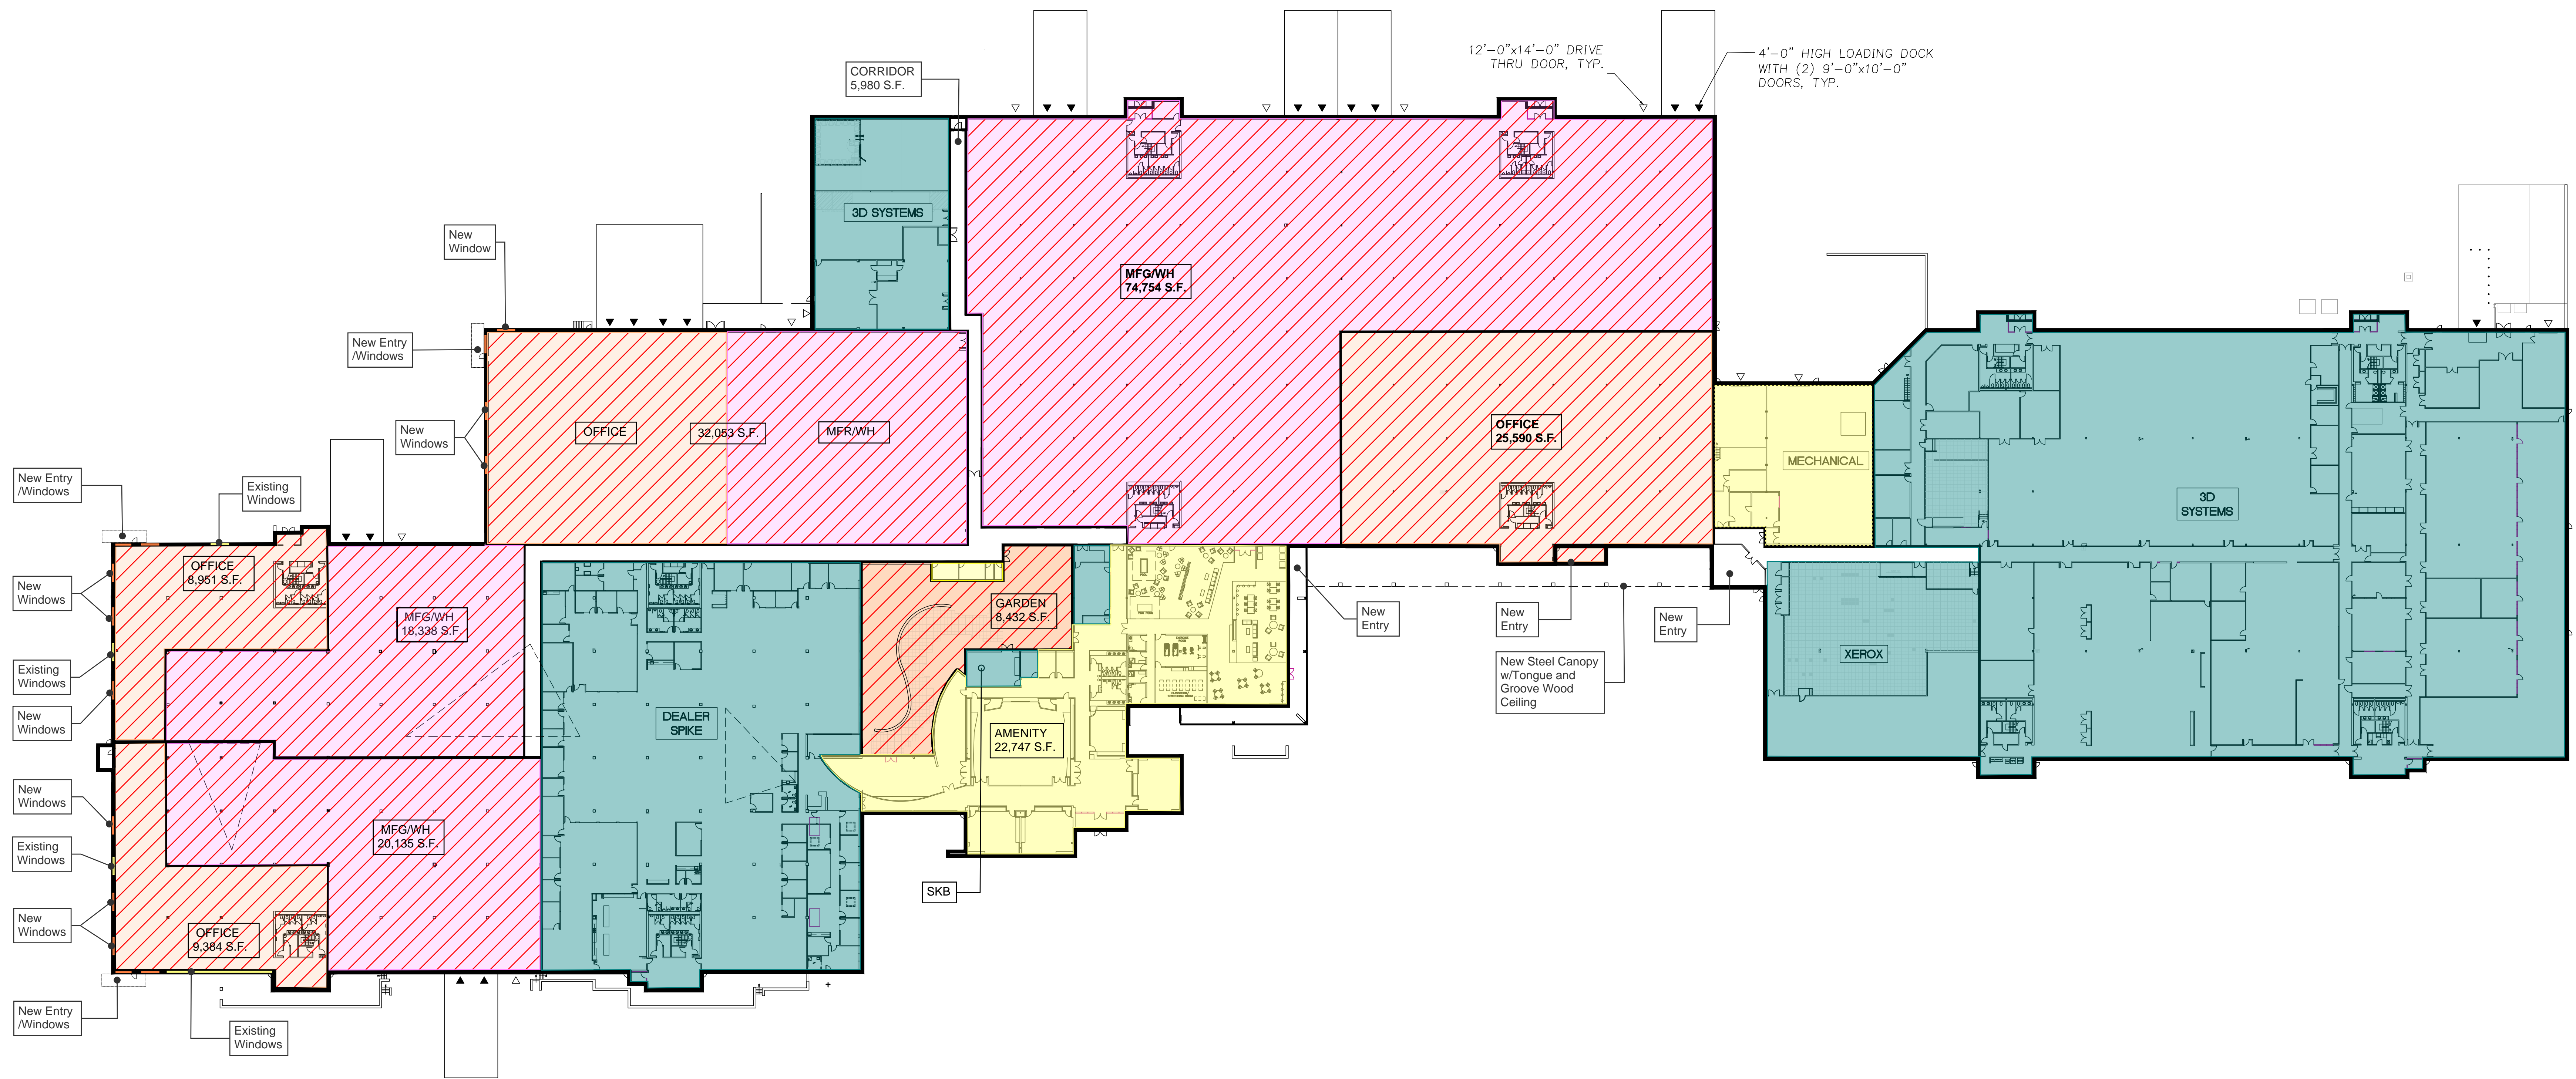 CORRIDOR
5,980 S.F.
12'-0"x14'-0" DRIVE
THRU DOOR, TYP.
4'-0" HIGH LOADING DOCK
WITH (2) 9'-0"x10'-0"
DOORS, TYP.
3D SYSTEMS
New
Window
MFG/WH
74,754 S.F.
New Entry
/Windows
New
Windows
OFFICE
32,053 S.F.
MFR/WH
OFFICE
25,590 S.F.
MECHANICAL
3D
SYSTEMS
New Entry
/Windows
Existing
Windows
OFFICE
8,951 S.F.
New
Windows
MFG/WH
18,338 S.F.
GARDEN
8,432 S.F.
New
Entry
New
Entry
New
Entry
Existing
Windows
New Steel Canopy
w/Tongue and
Groove Wood
Ceiling
XEROX
New
Windows
DEALER
SPIKE
AMENITY
22,747 S.F.
New
Windows
MFG/WH
20,135 S.F.
Existing
Windows
SKB
New
Windows
OFFICE
9,384 S.F.
New Entry
/Windows
Existing
Windows